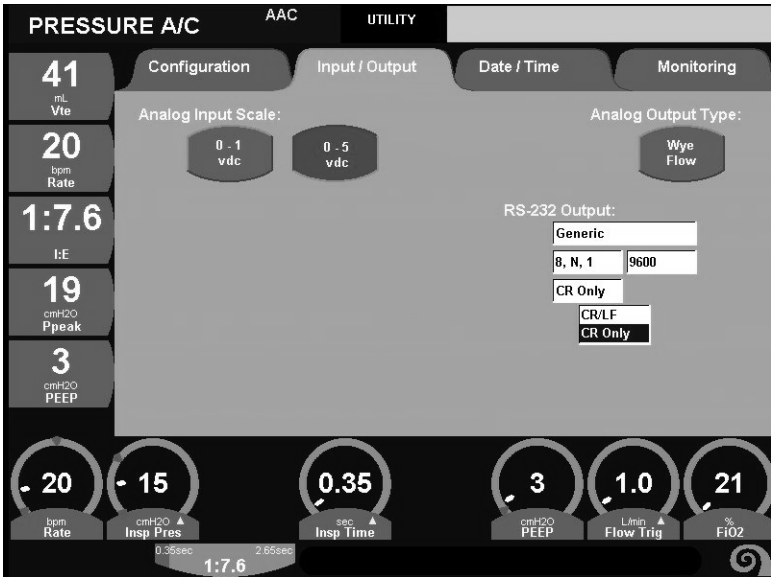 PRESSURE A/C
AAC
UTILITY
Configuration
Input / Output
Date / Time
Monitoring
41
mL
Vte
20
bpm
Rate
1:7.6
I:E
19
cmH2O
Ppeak
3
cmH2O
PEEP
Analog Input Scale:
0 - 1
vdc
0 - 5
vdc
Analog Output Type:
Wye
Flow
RS-232 Output:
Generic
8, N, 1
9600
CR Only
CR/LF
CR Only
20
bpm
Rate
15
cmH2O
Insp Pres
0.35
sec
Insp Time
3
cmH2O
PEEP
1.0
L/min
Flow Trig
21
%
FiO2
0.35sec 2.65sec
1:7.6